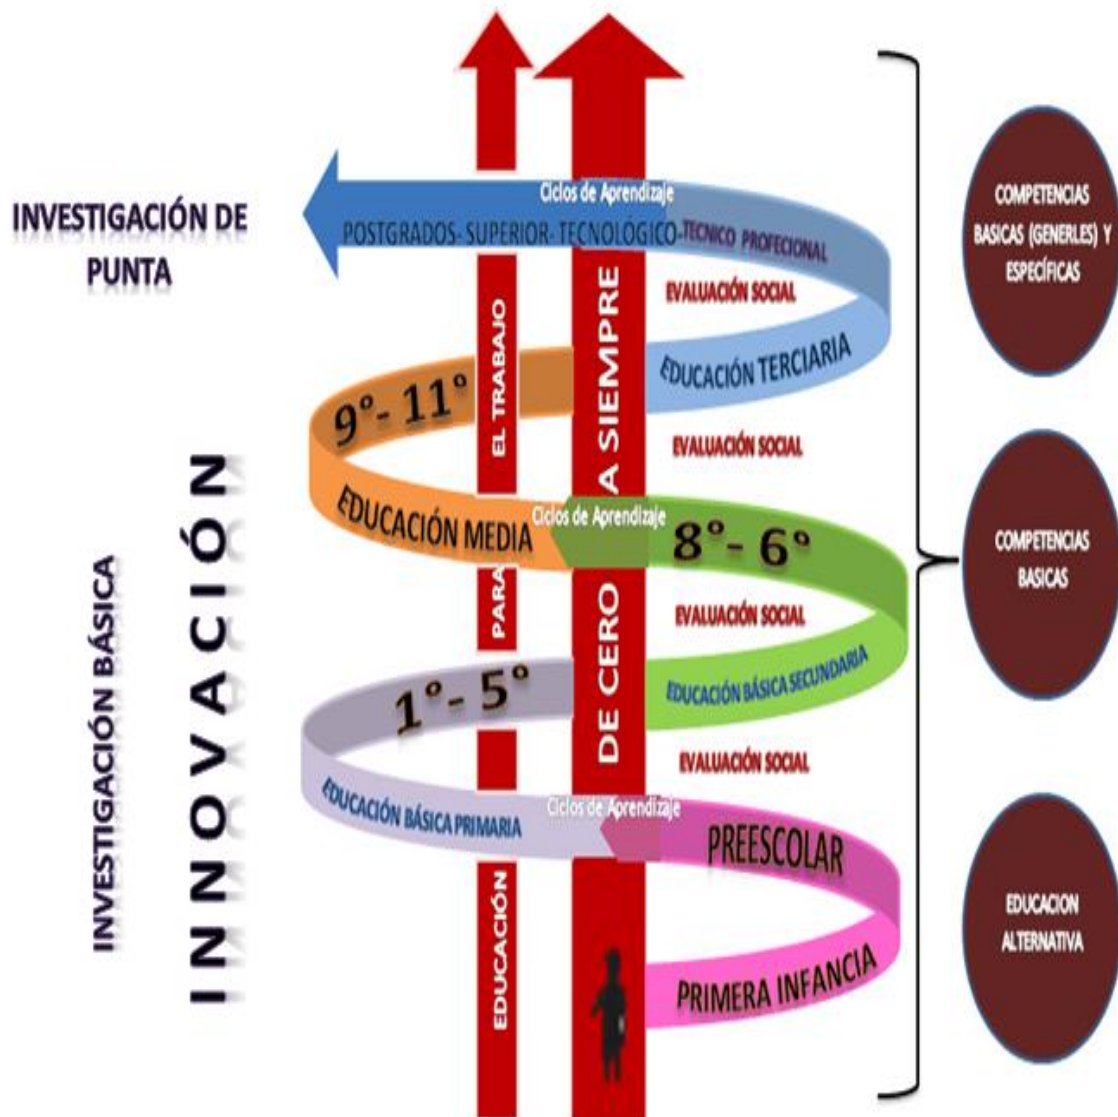 Ciclos de Aprendizaje
POSTGRADOS- SUPERIOR- TECNOLÓGICO-TECNICO PROFECIONAL
INVESTIGACIÓN DE
PUNTA
EVALUACIÓN SOCIAL
EDUCACIÓN TERCIARIA
9°- 11°
EVALUACIÓN SOCIAL
EDUCACIÓN MEDIA
Ciclos de Aprendizaje
8°- 6°
EVALUACIÓN SOCIAL
EDUCACIÓN BÁSICA SECUNDARIA
1°- 5°
EVALUACIÓN SOCIAL
EDUCACIÓN BÁSICA PRIMARIA
Ciclos de Aprendizaje
PREESCOLAR
PRIMERA INFANCIA
EDUCACIÓN PARA EL TRABAJO
DE CERO A SIEMPRE
INVESTIGACIÓN BÁSICA
INNOVACIÓN
COMPETENCIAS
BASICAS (GENERLES) Y
ESPECÍFICAS
COMPETENCIAS
BASICAS
EDUCACION
ALTERNATIVA